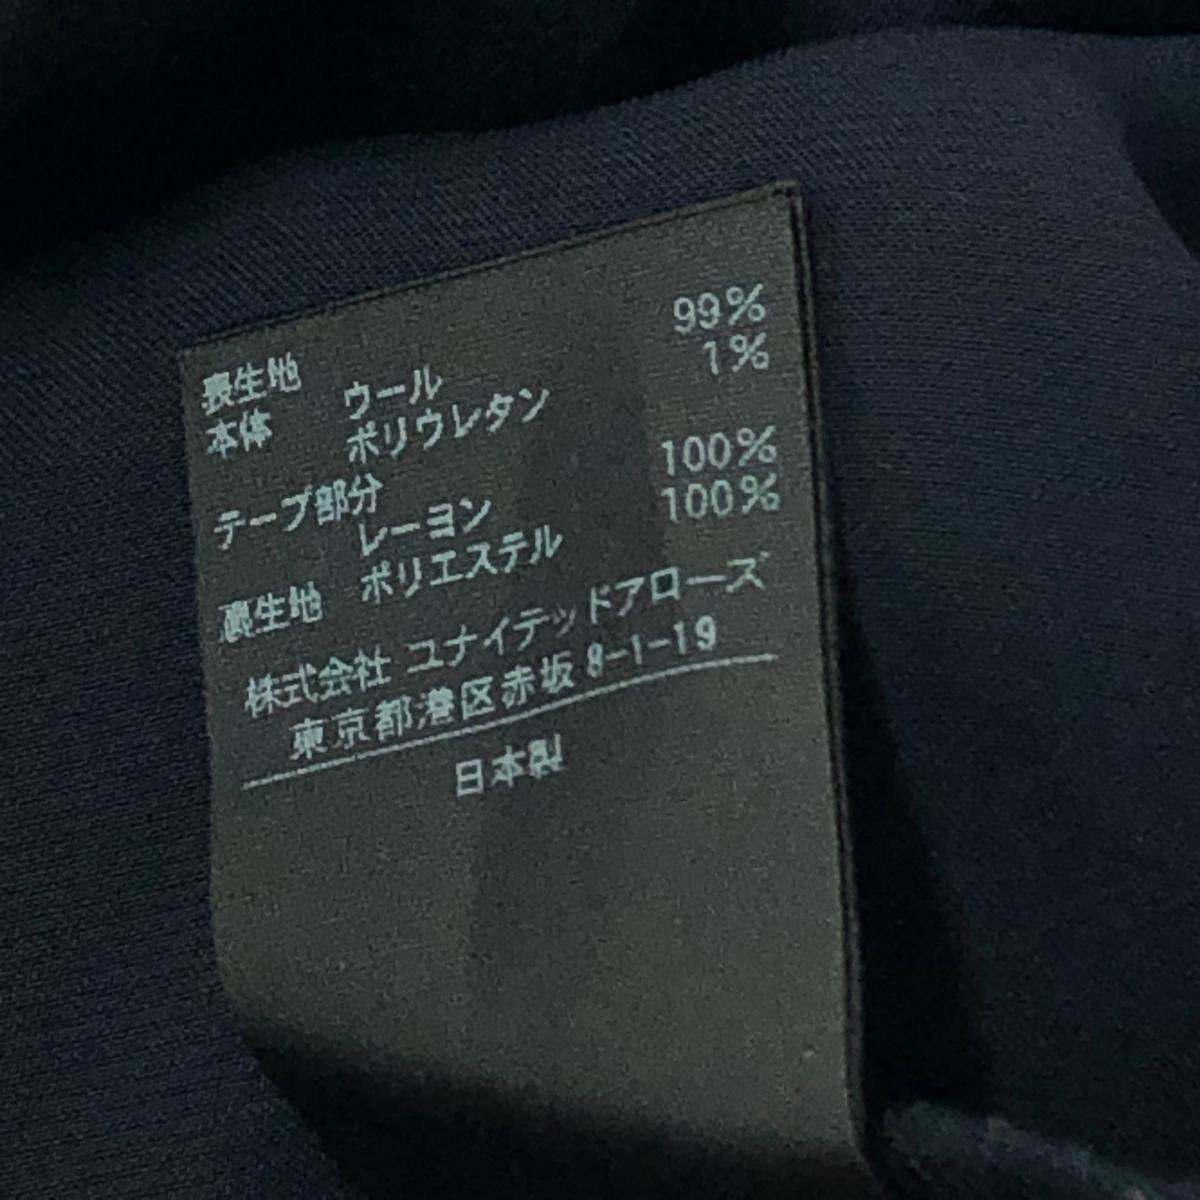 表生地
本体 ウール 99%
ポリウレタン 1%
テープ部分
レーヨン 100%
裏生地 ポリエステル 100%
株式会社 ユナイテッドアローズ
東京都港区赤坂 8-1-19
日本製